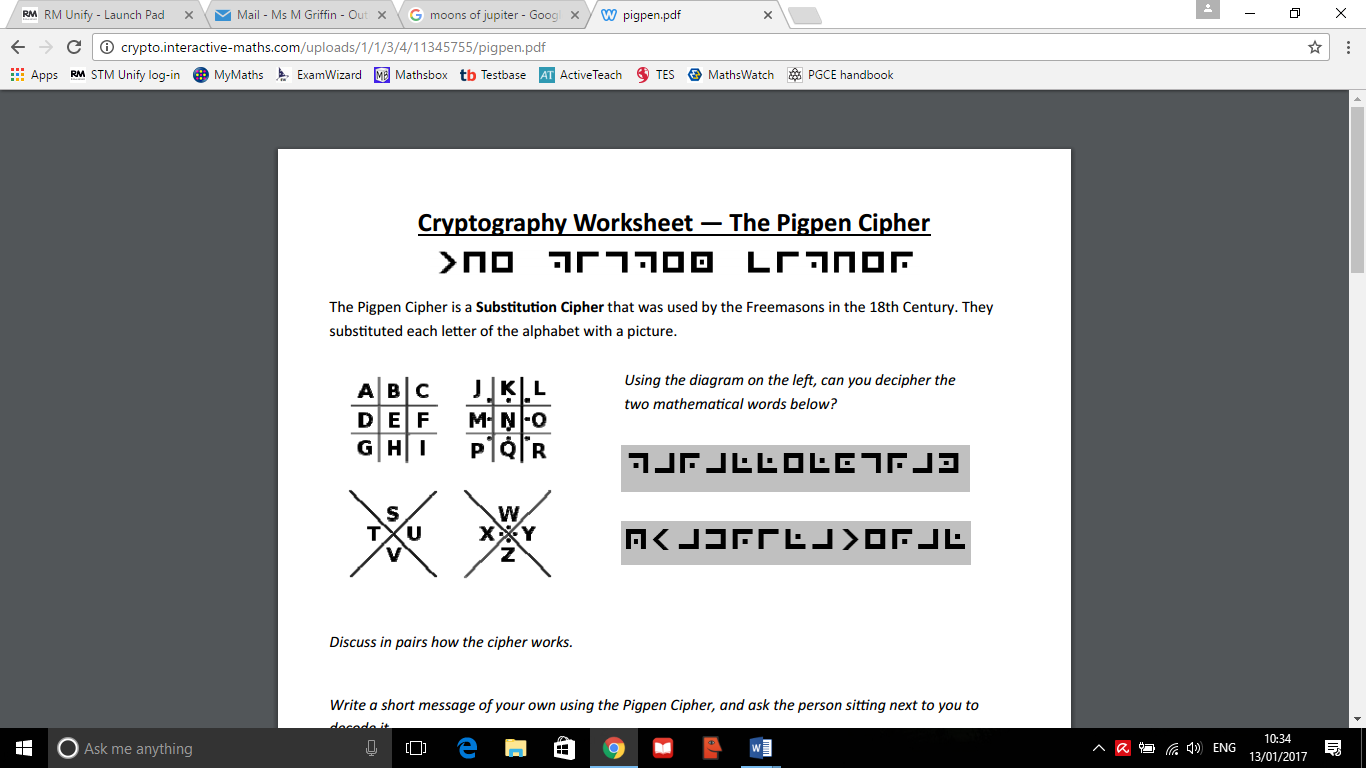 RM Unify - Launch Pad
Mail - Ms M Griffin - Out
moons of jupiter - Goog
pigpen.pdf
crypto.interactive-maths.com/uploads/1/1/3/4/11345755/pigpen.pdf
Apps RM STM Unify log-in MyMaths ExamWizard Mathsbox Testbase ActiveTeach TES MathsWatch PGCE handbook
Cryptography Worksheet — The Pigpen Cipher
The Pigpen Cipher is a Substitution Cipher that was used by the Freemasons in the 18th Century. They
substituted each letter of the alphabet with a picture.
A B C J K L
D E F M N O
G H I P Q R
S W
T U X Y
V Z
Using the diagram on the left, can you decipher the
two mathematical words below?
Discuss in pairs how the cipher works.
Write a short message of your own using the Pigpen Cipher, and ask the person sitting next to you to
decode it.
Ask me anything
ENG
10:34
13/01/2017